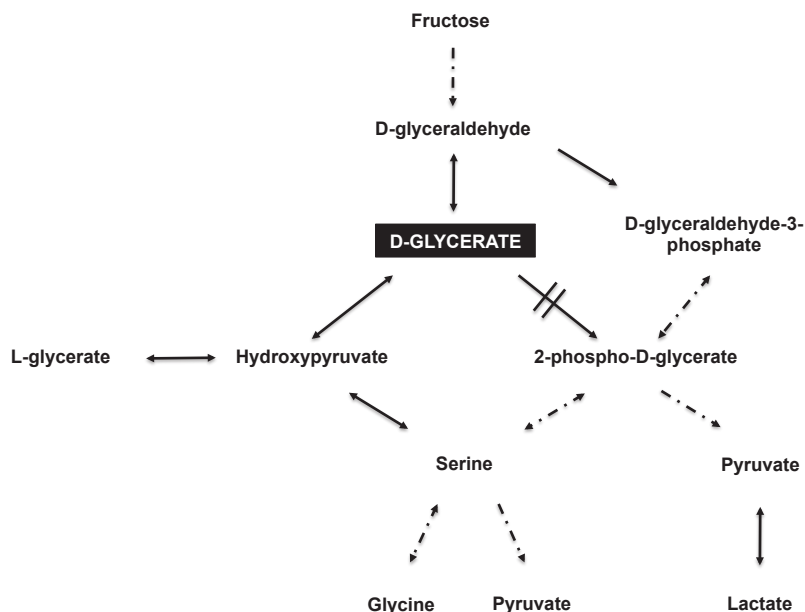 Fructose
D-glyceraldehyde
D-GLYCERATE
D-glyceraldehyde-3-
phosphate
L-glycerate
Hydroxypyruvate
2-phospho-D-glycerate
Serine
Pyruvate
Glycine
Pyruvate
Lactate